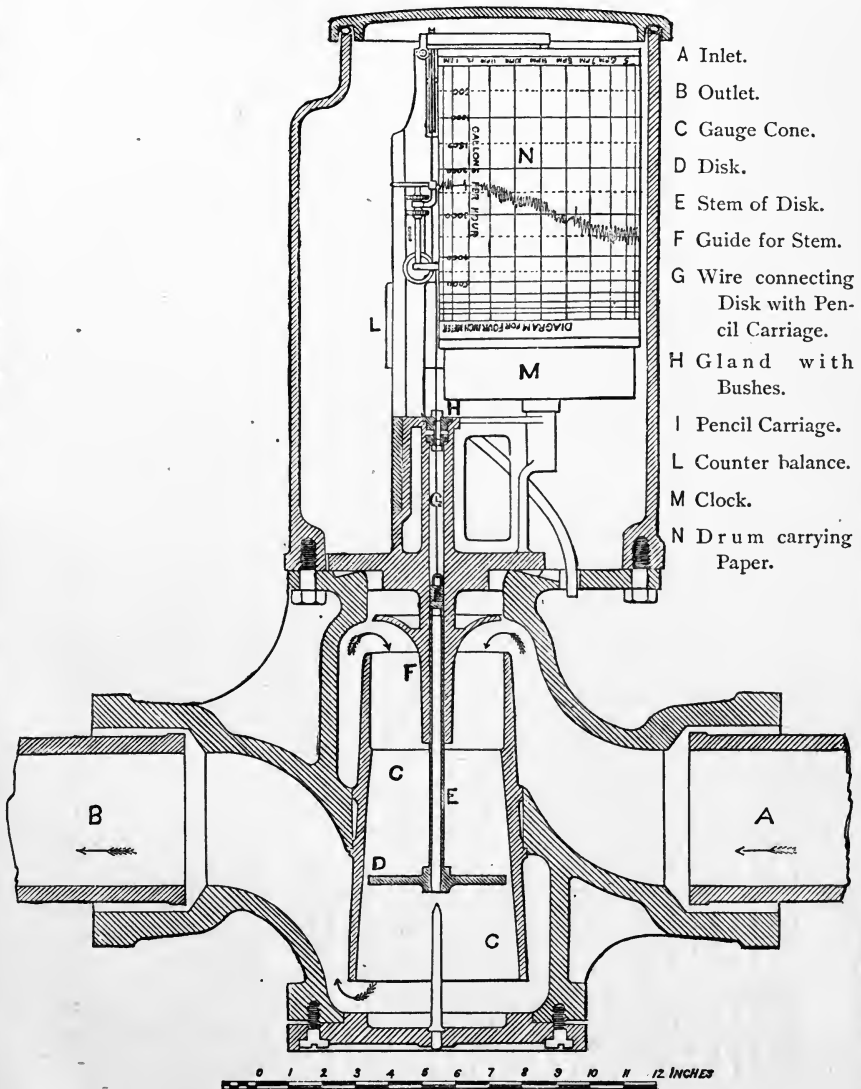 A Inlet.
B Outlet.
C Gauge Cone.
D Disk.
E Stem of Disk.
F Guide for Stem.
G Wire connecting
Disk with Pen-
cil Carriage.
H Gland with
Bushes.
I Pencil Carriage.
L Counter balance.
M Clock.
N Drum carrying
Paper.
H
N
GALLONS PER HOUR
1000
3000
I
L
DIAGRAM FOR FOUR INCH METER
M
H
G
F
C
E
B
A
D
C
0 1 2 3 4 5 6 7 8 9 10 11 12 INCHES